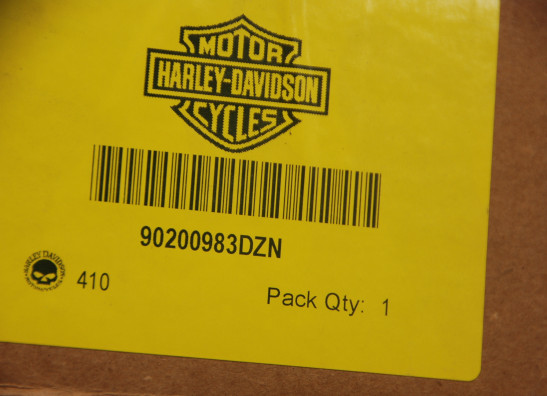 MOTOR
HARLEY-DAVIDSON
CYCLES
90200983DZN
410
Pack Qty: 1